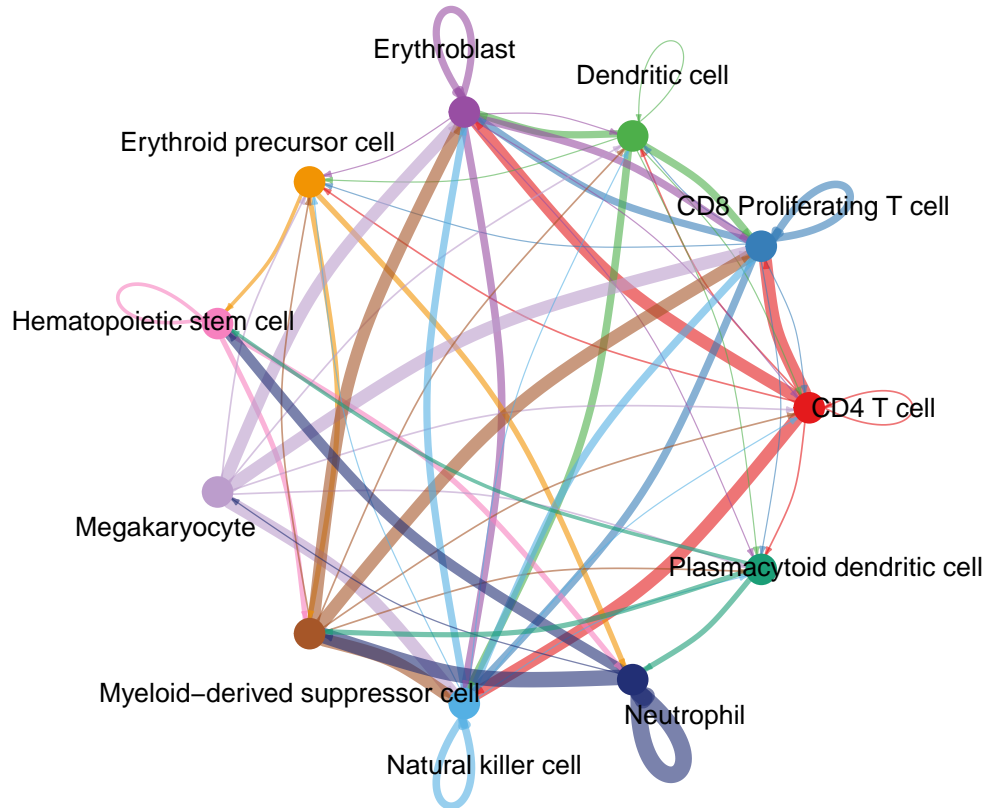 Erythroblast
Dendritic cell
Erythroid precursor cell
CD8 Proliferating T cell
Hematopoietic stem cell
CD4 T cell
Megakaryocyte
Plasmacytoid dendritic cell
Myeloid−derived suppressor cell
Neutrophil
Natural killer cell